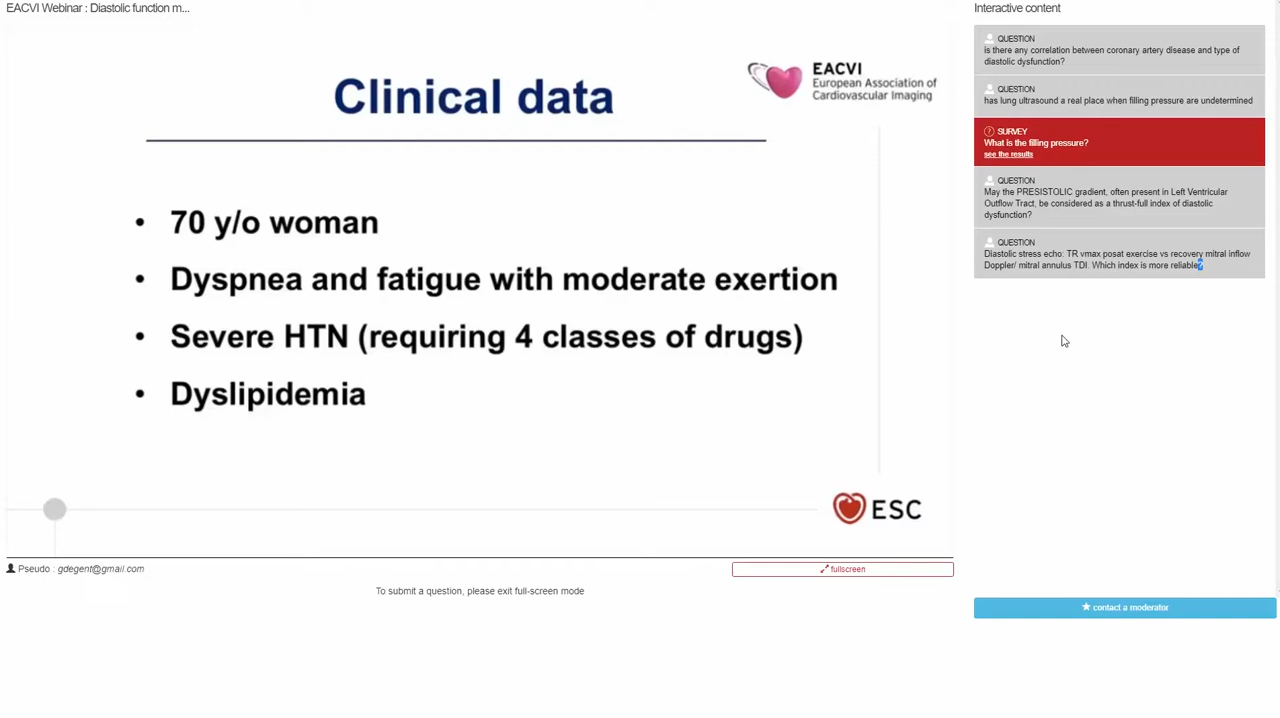 EACVI Webinar : Diastolic function m...
Clinical data
EACVI
European Association of
Cardiovascular Imaging
• 70 y/o woman
• Dyspnea and fatigue with moderate exertion
• Severe HTN (requiring 4 classes of drugs)
• Dyslipidemia
ESC
Pseudo : gdegent@gmail.com
fullscreen
To submit a question, please exit full-screen mode
Interactive content
QUESTION
is there any correlation between coronary artery disease and type of
diastolic dysfunction?
QUESTION
has lung ultrasound a real place when filling pressure are undetermined
? SURVEY
What is the filling pressure?
see the results
QUESTION
May the PRESISTOLIC gradient, often present in Left Ventricular
Outflow Tract, be considered as a thrust-full index of diastolic
dysfunction?
QUESTION
Diastolic stress echo: TR vmax posat exercise vs recovery mitral inflow
Doppler/ mitral annulus TDI. Which index is more reliable?
contact a moderator